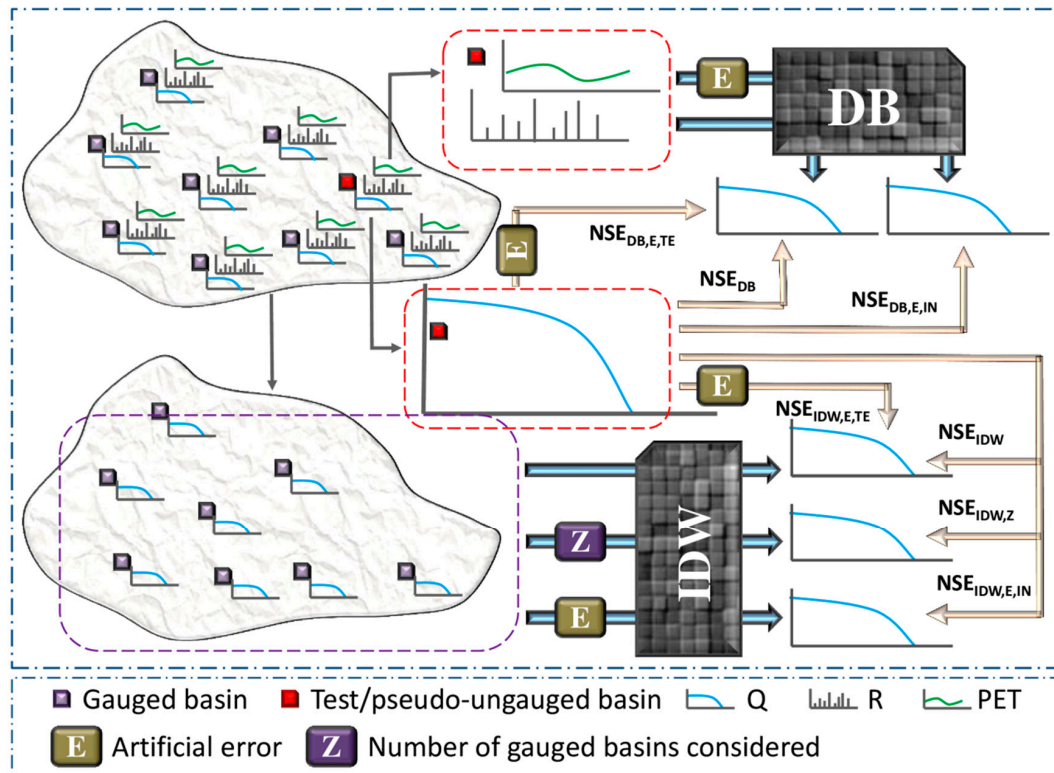 E
DB
E
NSE_DB,E,TE
NSE_DB
NSE_DB,E,IN
E
NSE_IDW,E,TE
NSE_IDW
IDW
Z
NSE_IDW,Z
NSE_IDW,E,IN
E
Gauged basin
Test/pseudo-ungauged basin
Q
R
PET
E
Artificial error
Z
Number of gauged basins considered